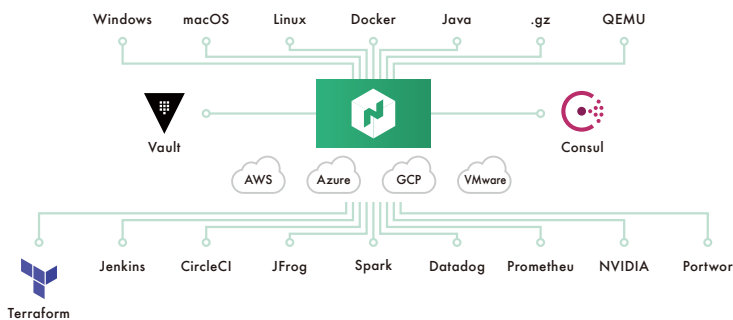 Windows macOS Linux Docker Java .gz QEMU
Vault Consul
AWS Azure GCP VMware
Jenkins CircleCI JFrog Spark Datadog Prometheu NVIDIA Portwor
Terraform